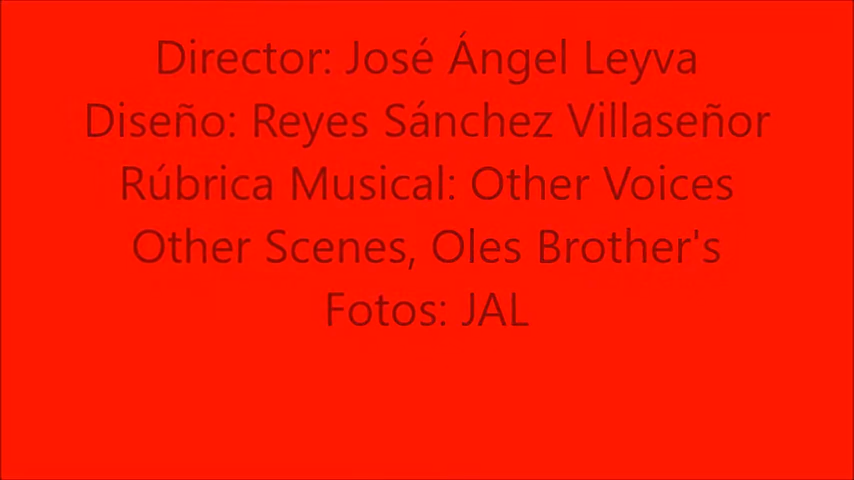 Director: José Ángel Leyva
Diseño: Reyes Sánchez Villaseñor
Rúbrica Musical: Other Voices
Other Scenes, Oles Brother's
Fotos: JAL